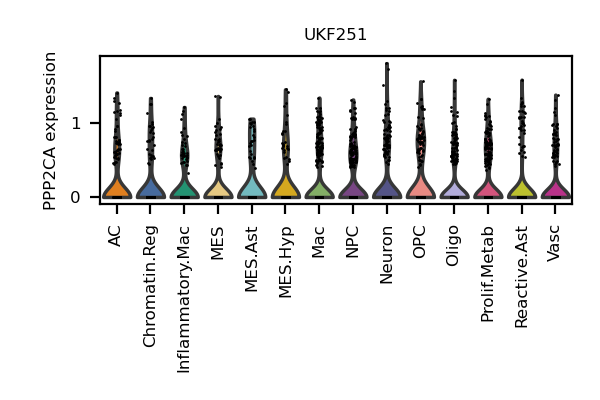 UKF251
PPP2CA expression
1
0
AC
Chromatin.Reg
Inflammatory.Mac
MES
MES.Ast
MES.Hyp
Mac
NPC
Neuron
OPC
Oligo
Prolif.Metab
Reactive.Ast
Vasc